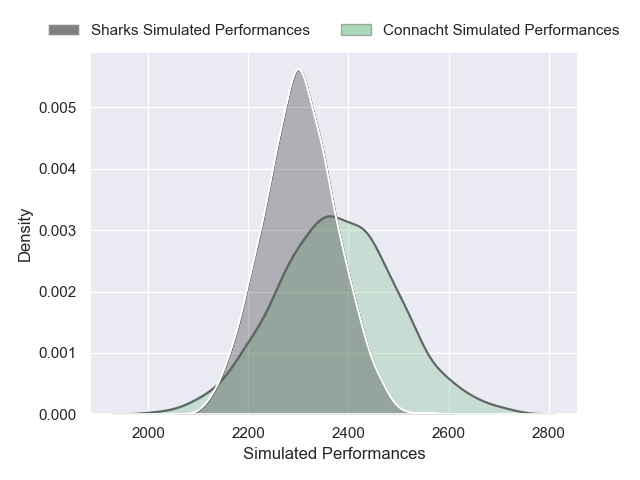 Sharks Simulated Performances
Connacht Simulated Performances
0.005
0.004
0.003
0.002
0.001
0.000
Density
2000 2200 2400 2600 2800
Simulated Performances